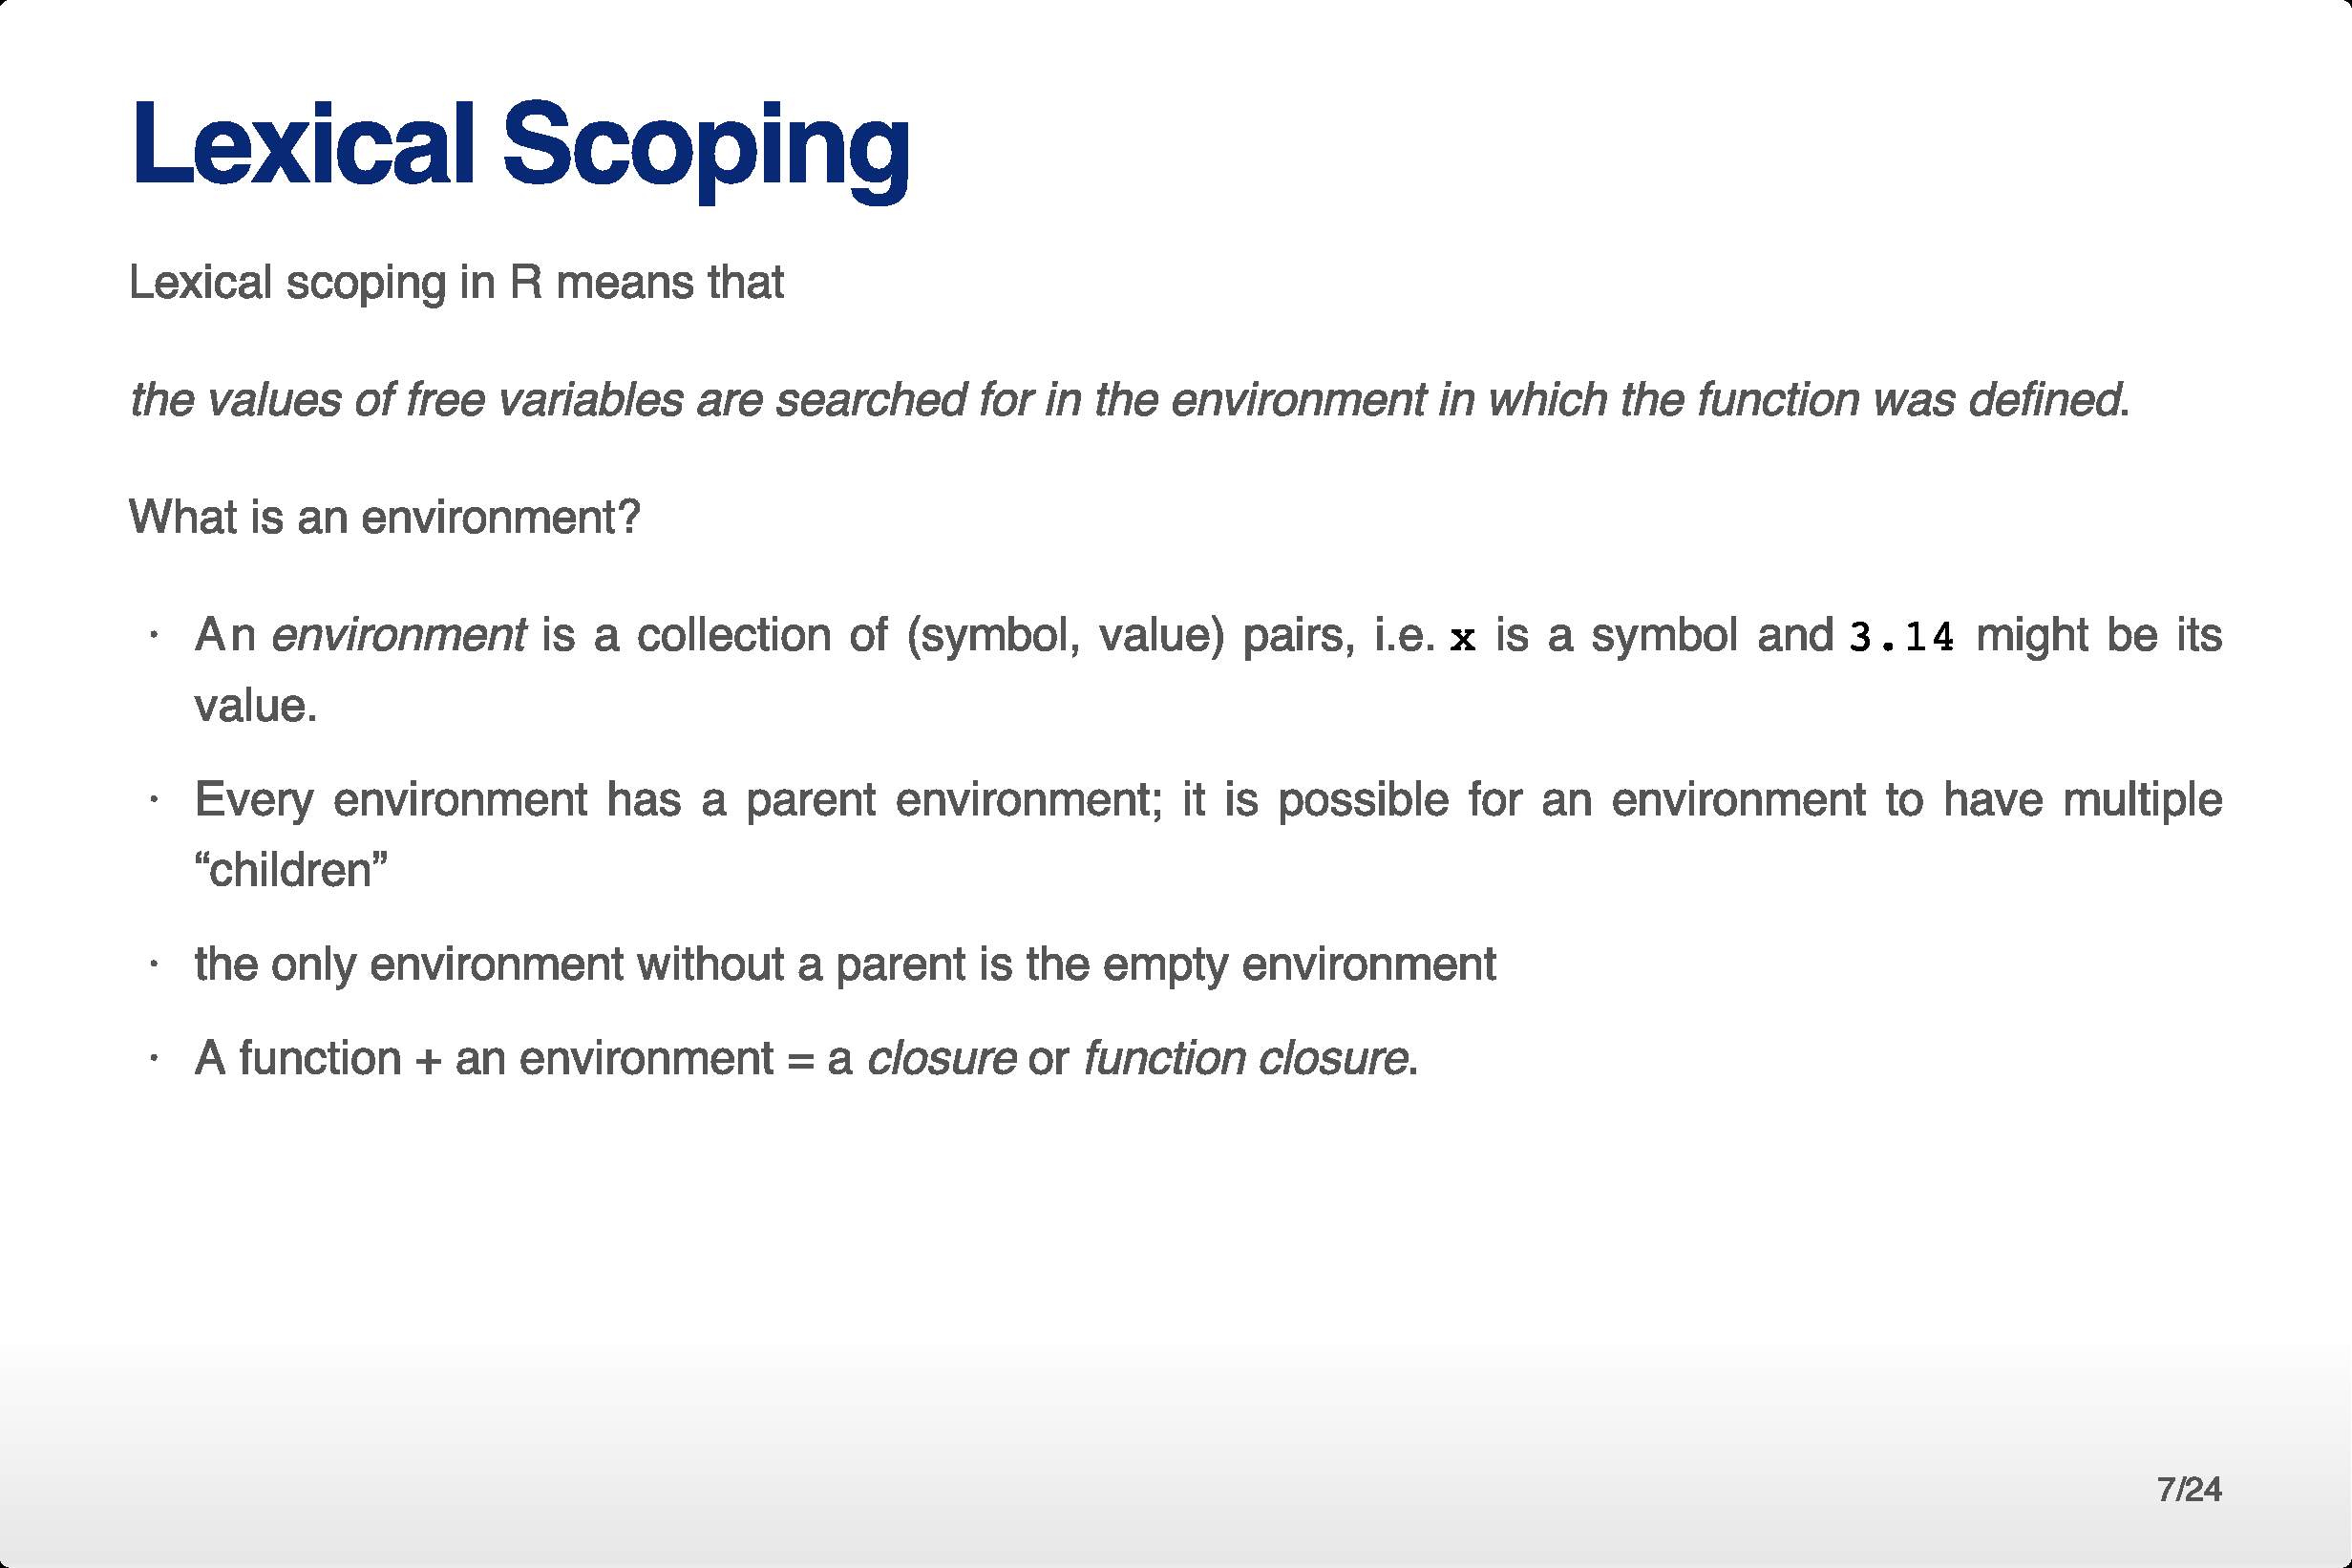 Lexical Scoping
Lexical scoping in R means that
the values of free variables are searched for in the environment in which the function was defined.
What is an environment?
· An environment is a collection of (symbol, value) pairs, i.e. x is a symbol and 3.14 might be its
value.
· Every environment has a parent environment; it is possible for an environment to have multiple
“children”
· the only environment without a parent is the empty environment
· A function + an environment = a closure or function closure.
7/24